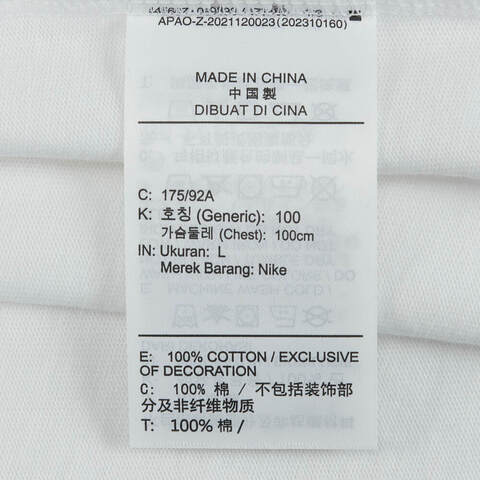 APAO-Z-2021120023(202310160)
MADE IN CHINA
中国製
DIBUAT DI CINA
C: 175/92A
K: 호칭 (Generic): 100
가슴둘레 (Chest): 100cm
IN: Ukuran: L
Merek Barang: Nike
E: 100% COTTON / EXCLUSIVE
OF DECORATION
C: 100% 棉 / 不包括装饰部
分及非纤维物质
T: 100% 棉 /